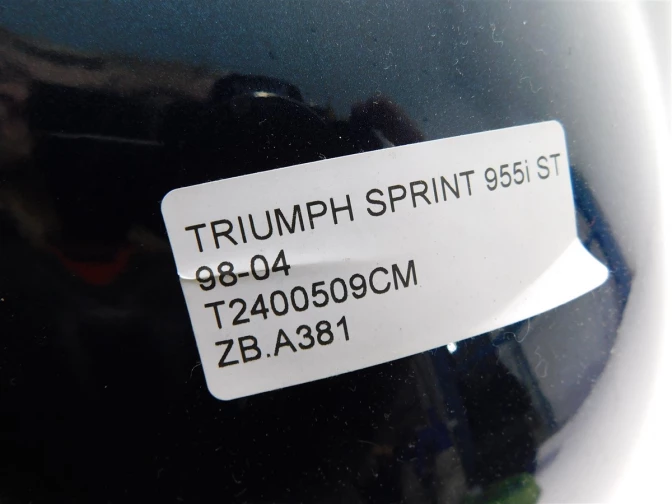 TRIUMPH SPRINT 955i ST
98-04
T2400509CM
ZB.A381